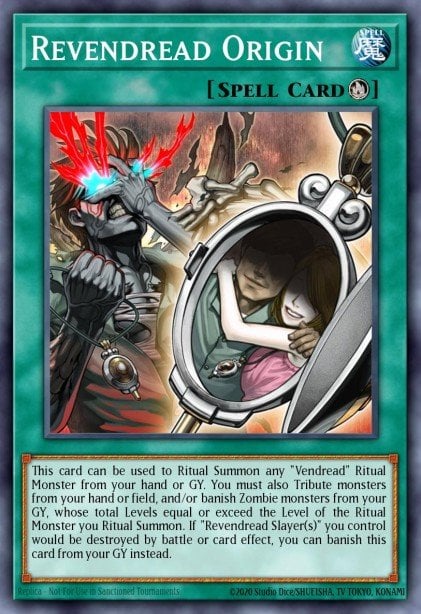 Revendread Origin
SPELL
魔
[Spell Card]
This card can be used to Ritual Summon any "Vendread" Ritual
Monster from your hand or GY. You must also Tribute monsters
from your hand or field, and/or banish Zombie monsters from your
GY, whose total Levels equal or exceed the Level of the Ritual
Monster you Ritual Summon. If "Revendread Slayer(s)" you control
would be destroyed by battle or card effect, you can banish this
card from your GY instead.
Replica - Not For Use in Sanctioned Tournaments
©2020 Studio Dice/SHUEISHA, TV TOKYO, KONAMI